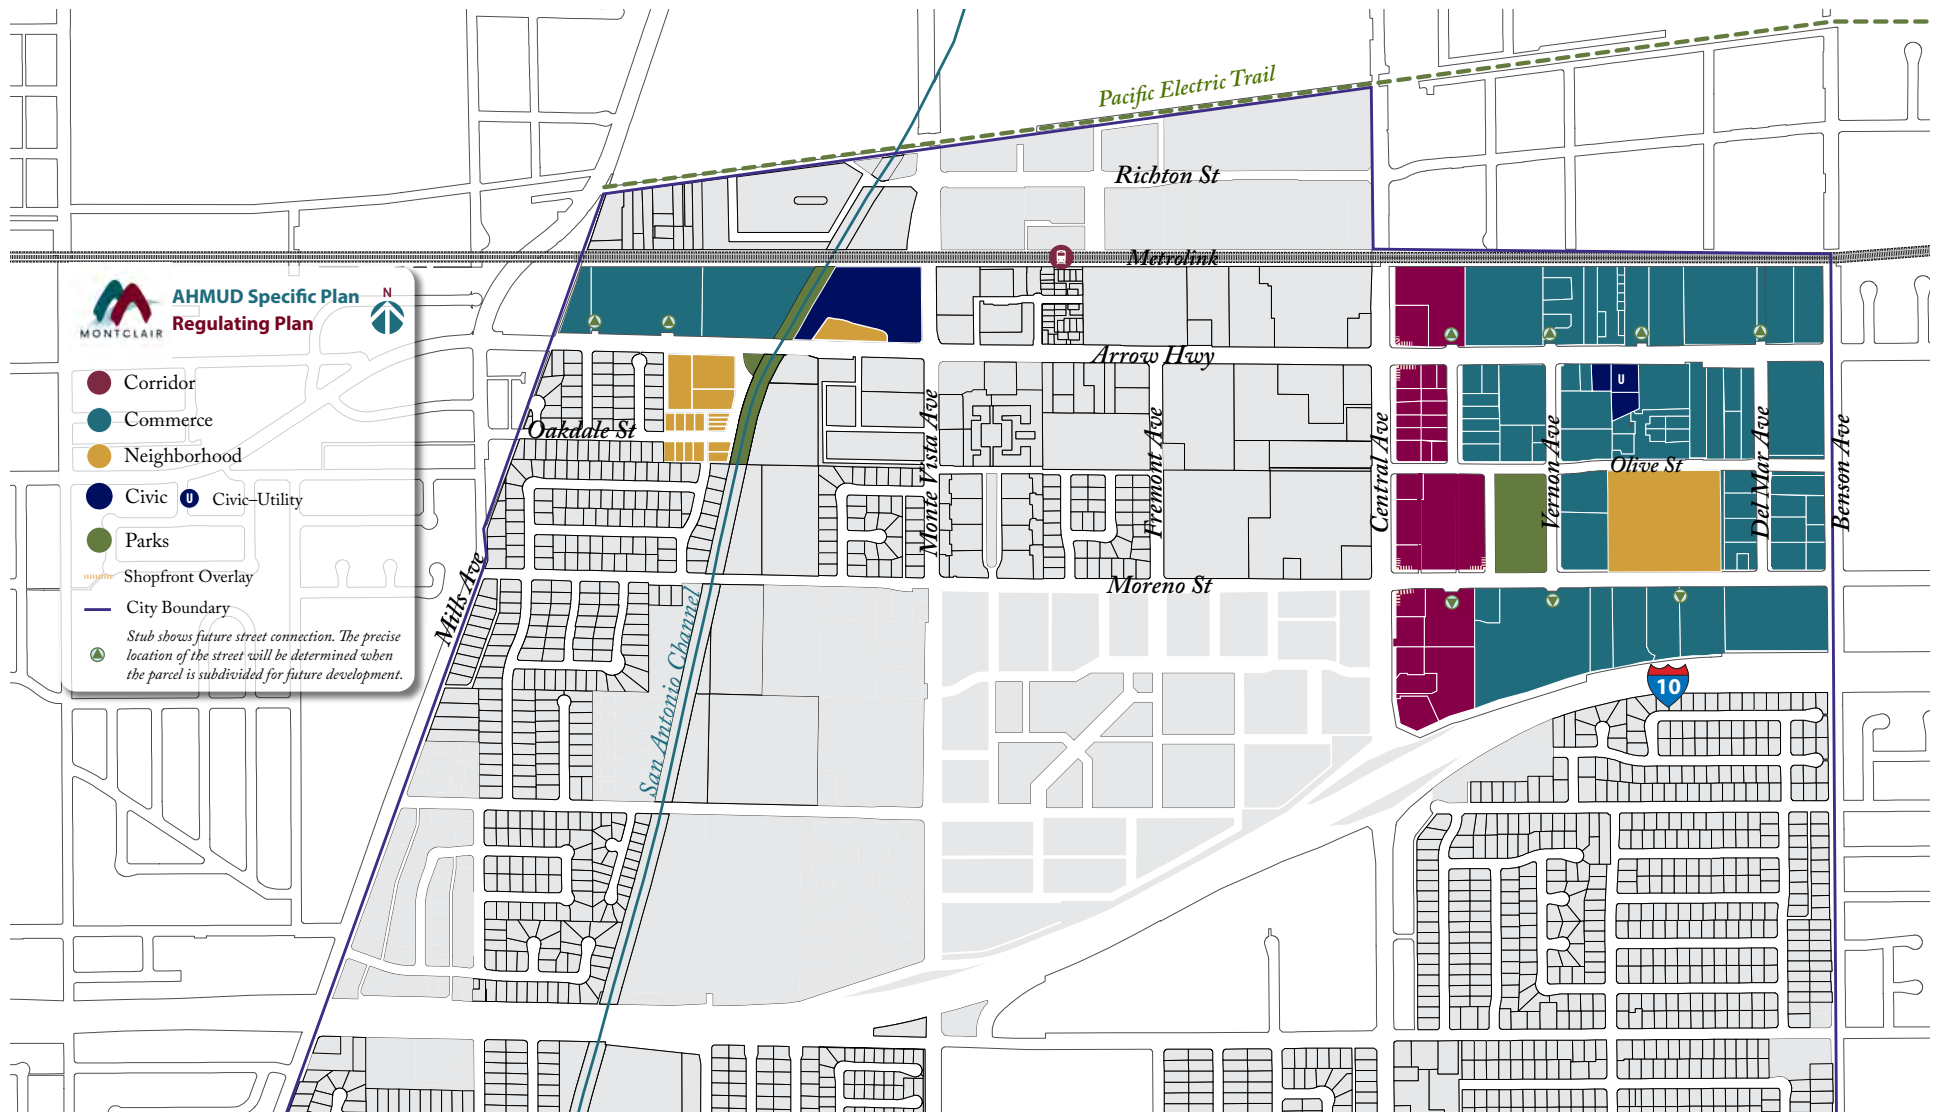 Pacific Electric Trail
Richton St
Metrolink
MONTCLAIR
AHMUD Specific Plan
Regulating Plan
N
Corridor
Commerce
Neighborhood
Civic
U
Civic–Utility
Parks
Shopfront Overlay
City Boundary
Stub shows future street connection. The precise
location of the street will be determined when
the parcel is subdivided for future development.
Arrow Hwy
U
Oakdale St
Monte Vista Ave
Fremont Ave
Central Ave
Vernon Ave
Olive St
Del Mar Ave
Benson Ave
Mills Ave
Moreno St
San Antonio Channel
10